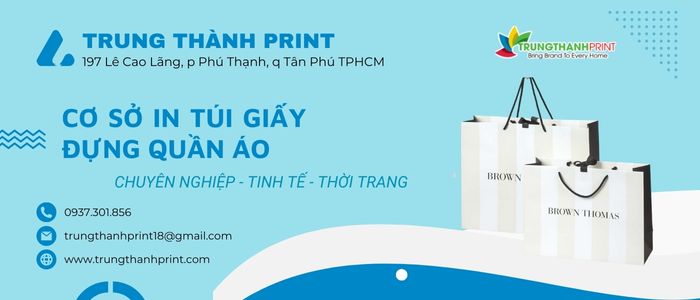 TRUNG THÀNH PRINT
197 Lê Cao Lãng, p Phú Thạnh, q Tân Phú TPHCM
TRUNGTHANHPRINT
Bring Brand To Every Home
CƠ SỞ IN TÚI GIẤY
ĐỰNG QUẦN ÁO
CHUYÊN NGHIỆP - TINH TẾ - THỜI TRANG
BROWN
BROWN THOMAS
0937.301.856
trungthanhprint18@gmail.com
www.trungthanhprint.com